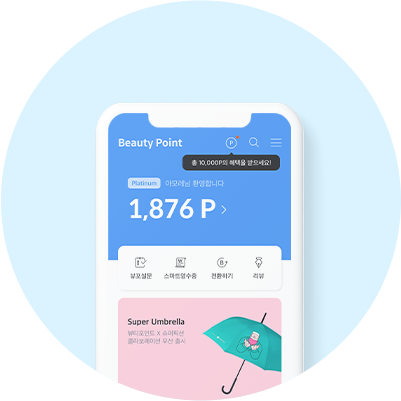 Beauty Point
P
총 10,000P의 혜택을 받으세요!
Platinum 아모레님 환영합니다
1,876 P
뷰포설문 스마트영수증 전환하기 리뷰
Super Umbrella
뷰티포인트 X 슈퍼픽션
콜라보레이션 우산 출시